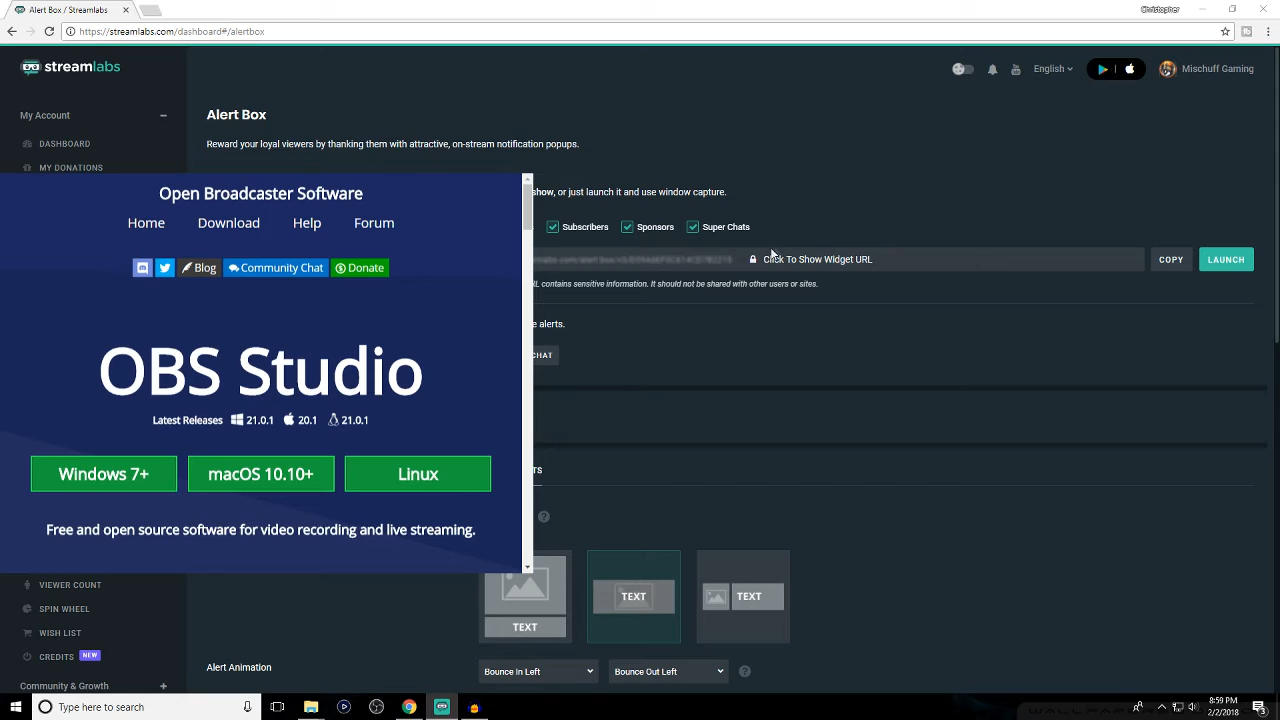 Alert Box / Streamlabs
Christopher
https://streamlabs.com/dashboard#/alertbox
streamlabs
English
Mischuff Gaming
My Account
DASHBOARD
MY DONATIONS
Alert Box
Reward your loyal viewers by thanking them with attractive, on-stream notification popups.
show, or just launch it and use window capture.
Subscribers
Sponsors
Super Chats
Click To Show Widget URL
COPY
LAUNCH
URL contains sensitive information. It should not be shared with other users or sites.
e alerts.
CHAT
TS
Open Broadcaster Software
Home
Download
Help
Forum
Blog
Community Chat
Donate
OBS Studio
Latest Releases
21.0.1
20.1
21.0.1
Windows 7+
macOS 10.10+
Linux
Free and open source software for video recording and live streaming.
TEXT
TEXT
TEXT
VIEWER COUNT
SPIN WHEEL
WISH LIST
CREDITS
NEW
Community & Growth
Alert Animation
Bounce In Left
Bounce Out Left
Type here to search
8:59 PM
2/2/2018
3